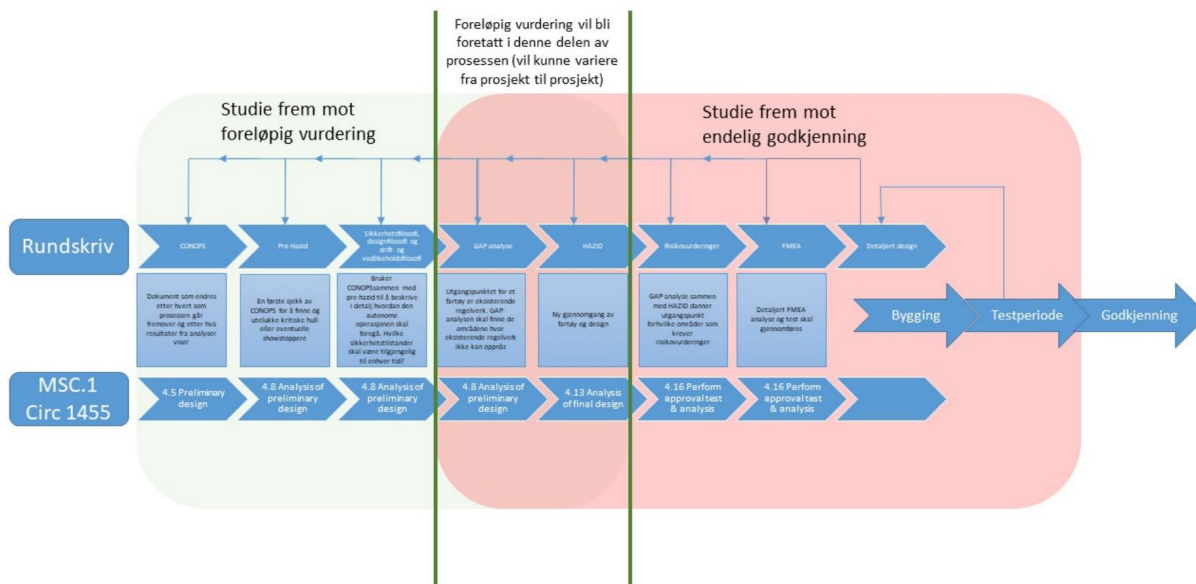 Foreløpig vurdering vil bli
foretatt i denne delen av
prosessen (vil kunne variere
fra prosjekt til prosjekt)
Studie frem mot
foreløpig vurdering
Studie frem mot
endelig godkjenning
Rundskriv
CONOPS
Pre Hazid
Sikkerhetsfilosofi,
designfilosofi og
drift- og
vedlikeholdsfilosofi
GAP analyse
HAZID
Risikovurderinger
FMEA
Detaljert design
Dokument som endres
etter hvert som
prosessen går
fremover og etter hva
resultater fra analyser
viser
En første sjekk av
CONOPS for å finne og
utelukke kritiske hull
eller eventuelle
showstoppere
Bruker
CONOPSsammen med
pre hazid til å beskrive
i detalj hvordan den
autonome
operasjonen skal
foregå. Hvilke
sikkerhetstilstander
skal være tilgjengelig
til enhver tid?
Utgangspunktet for et
fartøy er eksisterende
regelverk. GAP-
analysen skal finne de
områdene hvor
eksisterende regelverk
ikke kan oppnås
Ny gjennomgang av
fartøy og design
GAP analyse sammen
med HAZID danner
utgangspunkt
forhvilke områder som
krever
risikovurderinger
Detaljert FMEA
analyse og test skal
gjennomføres
Bygging
Testperiode
Godkjenning
MSC.1
Circ 1455
4.5 Preliminary
design
4.8 Analysis of
preliminary
design
4.8 Analysis of
preliminary
design
4.8 Analysis of
preliminary
design
4.13 Analysis
of final design
4.16 Perform
approval test
& analysis
4.16 Perform
approval test
& analysis